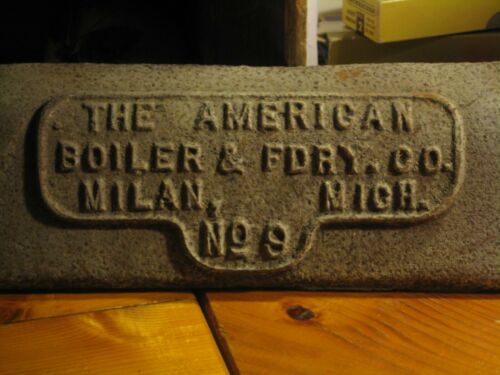 THE AMERICAN
BOILER & FDRY. CO.
MILAN, MICH.
No 9